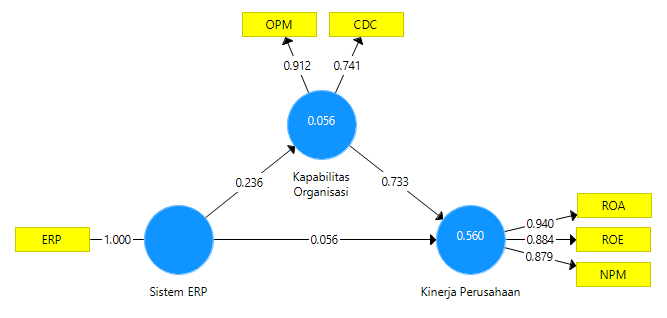 OPM
CDC
0.912
0.741
0.056
Kapabilitas
Organisasi
0.236
0.733
ROA
0.940
ERP
1.000
0.056
0.560
0.884
ROE
0.879
NPM
Sistem ERP
Kinerja Perusahaan